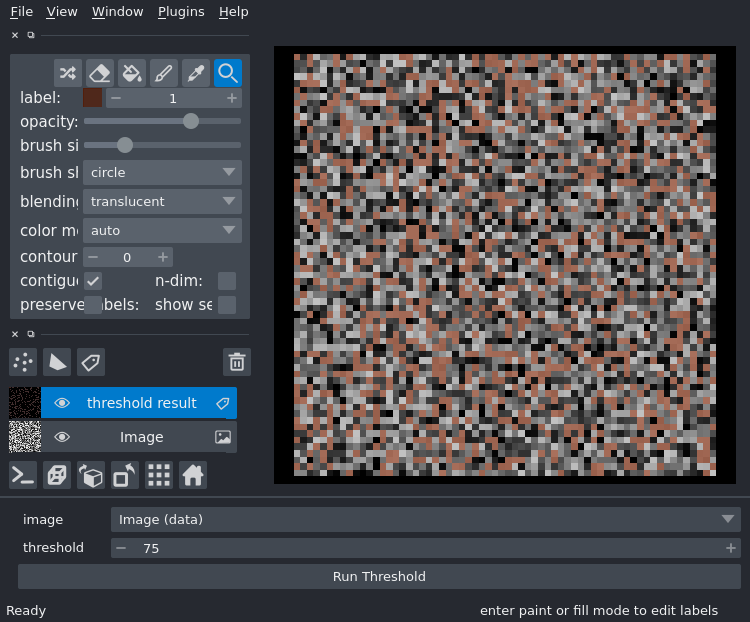 File View Window Plugins Help
label: 1
opacity:
brush si
brush sl circle
blending translucent
color m auto
contour 0
contigu n-dim:
preserve bels: show se
threshold result
Image
image Image (data)
threshold 75
Run Threshold
Ready enter paint or fill mode to edit labels